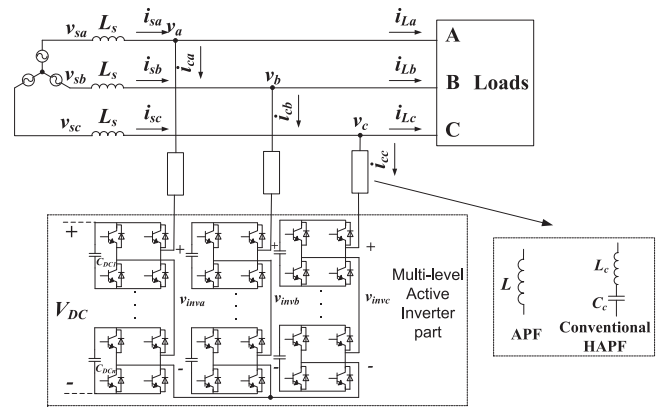 v_sa L_s i_sa v_a i_La A
i_ca
v_sb L_s i_sb v_b i_Lb B Loads
i_cb
v_sc L_s i_sc v_c i_Lc C
i_cc
+ + + +
C_DC1
V_DC v_inva v_invb v_invc
Multi-level
Active
Inverter
part
C_DCn
- - - -
L L_c
C_c
APF Conventional
HAPF